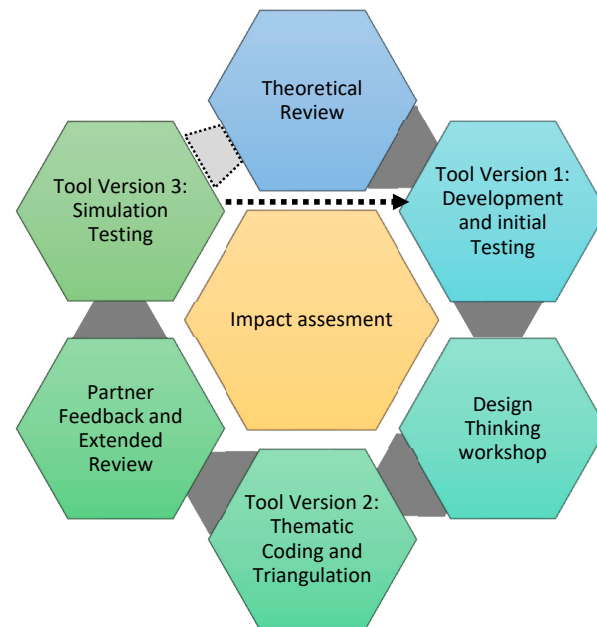 Theoretical
Review
Tool Version 1:
Development
and initial
Testing
Design
Thinking
workshop
Tool Version 2:
Thematic
Coding and
Triangulation
Partner
Feedback and
Extended
Review
Tool Version 3:
Simulation
Testing
Impact assesment